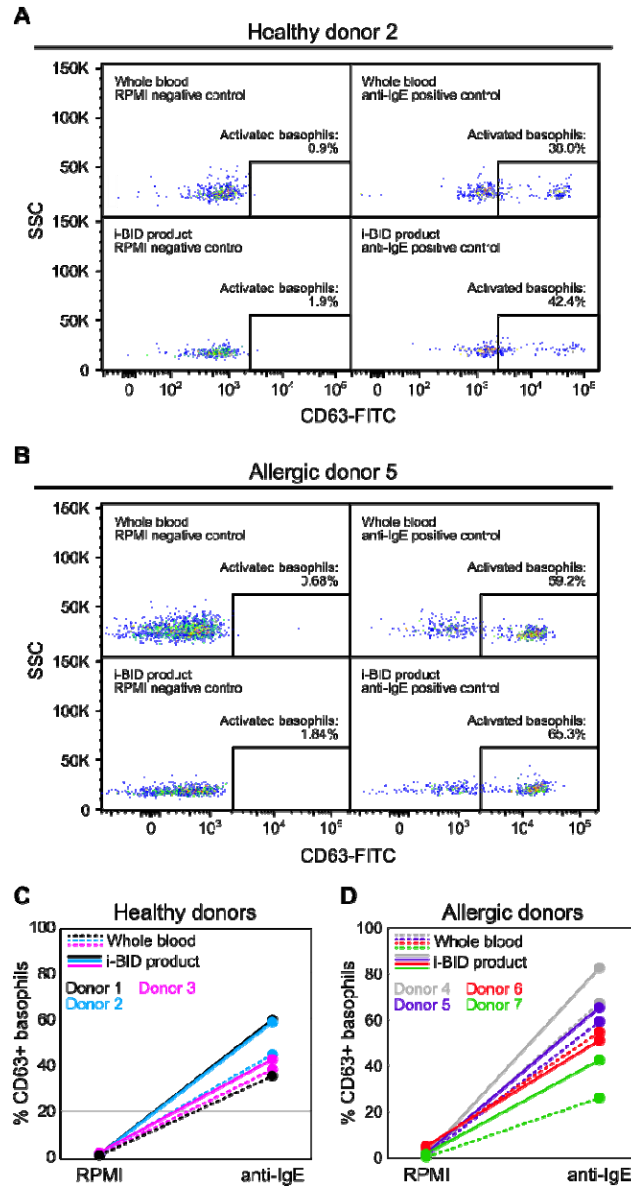 A
Healthy donor 2
150K
100K
50K
0
150K
100K
50K
0
SSC
Whole blood
RPMI negative control
Activated basophils:
0.9%
Whole blood
anti-IgE positive control
Activated basophils:
38.0%
i-BID product
RPMI negative contro
Activated basophils:
1.9%
i-BID product
anti-IgE positive control
Activated basophils:
42.4%
0 10² 10³ 10⁴ 10⁵ 0 10² 10³ 10⁴ 10⁵
CD63-FITC
B
Allergic donor 5
150K
100K
50K
0
150K
100K
50K
0
SSC
Whole blood
RPMI negative control
Activated basophils:
0.68%
Whole blood
anti-IgE positive control
Activated basophils:
59.2%
i-BID product
RPMI negative contro
Activated basophils:
1.84%
i-BID product
anti-IgE positive control
Activated basophils:
65.3%
0 10³ 10⁴ 10⁵ 0 10³ 10⁴ 10⁵
CD63-FITC
C
Healthy donors
% CD63+ basophils
100
80
60
40
20
0
Whole blood
i-BID product
Donor 1 Donor 3
Donor 2
RPMI anti-IgE
D
Allergic donors
% CD63+ basophils
100
80
60
40
20
0
Whole blood
i-BID product
Donor 4 Donor 6
Donor 5 Donor 7
RPMI anti-IgE